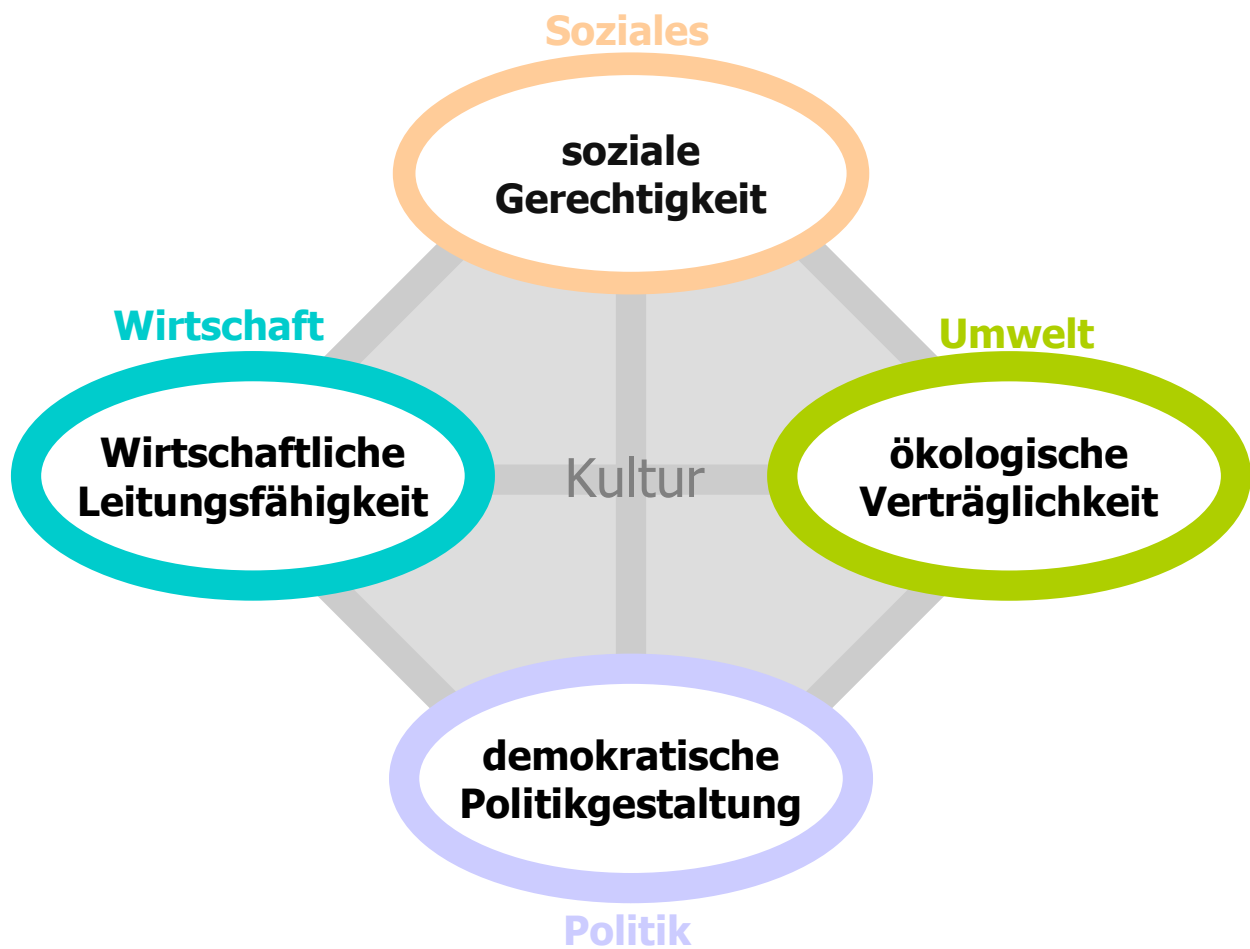 Soziales
soziale
Gerechtigkeit
Wirtschaft
Wirtschaftliche
Leitungsfähigkeit
Kultur
Umwelt
ökologische
Verträglichkeit
demokratische
Politikgestaltung
Politik